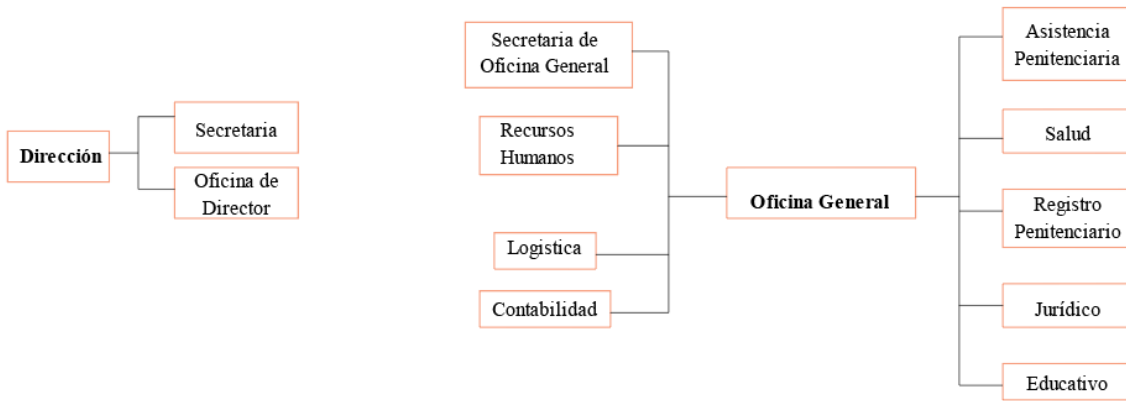 Dirección
Secretaria
Oficina de
Director
Secretaria de
Oficina General
Recursos
Humanos
Logistica
Contabilidad
Oficina General
Asistencia
Penitenciaria
Salud
Registro
Penitenciario
Jurídico
Educativo